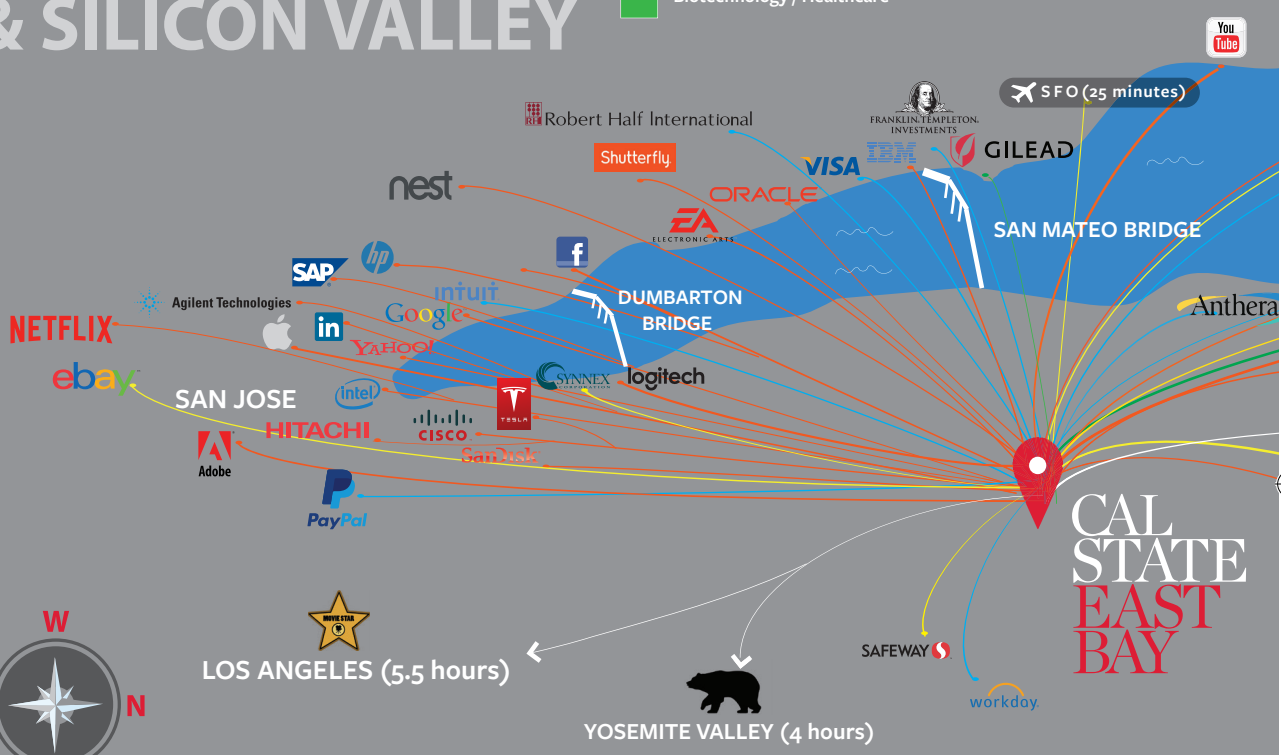 & SILICON VALLEY
Biotechnology / Healthcare
You
Tube
SFO (25 minutes)
FRANKLIN TEMPLETON
INVESTMENTS
RH Robert Half International
Shutterfly
VISA
IBM
GILEAD
nest
ORACLE
EA
ELECTRONIC ARTS
SAN MATEO BRIDGE
hp
f
SAP
intuit
Agilent Technologies
DUMBARTON
BRIDGE
Google
Anthera
NETFLIX
in
YAHOO!
ebay
SYNNEX
CORPORATION
logitech
SAN JOSE
intel
TESLA
HITACHI
CISCO
SanDisk
Adobe
PayPal
CAL
STATE
EAST
BAY
MOVIE STAR
W
LOS ANGELES (5.5 hours)
SAFEWAY
N
workday.
YOSEMITE VALLEY (4 hours)